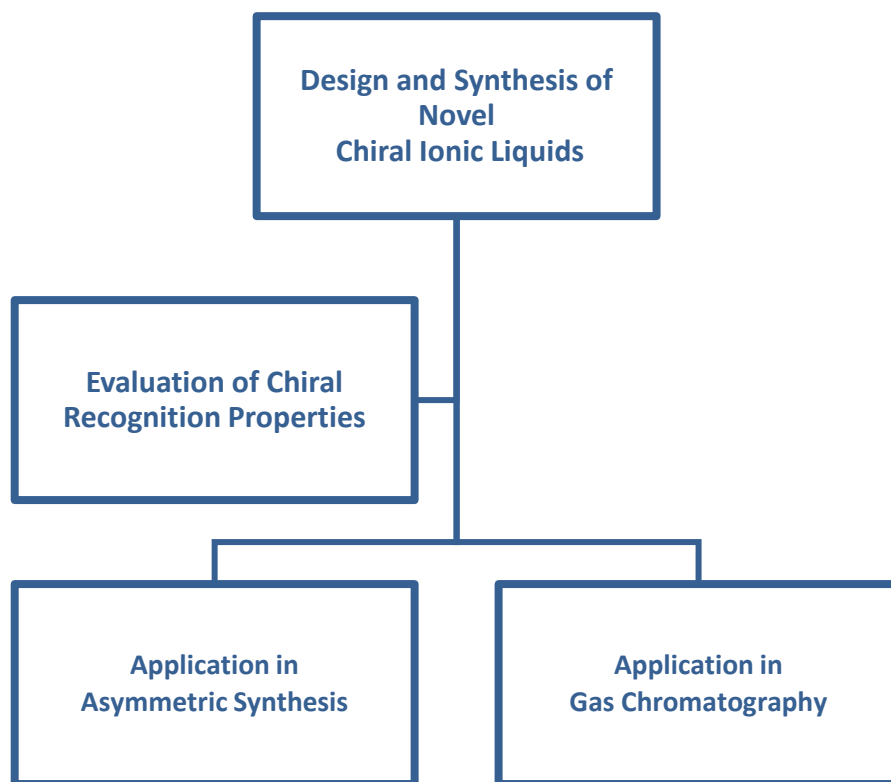 Design and Synthesis of
Novel
Chiral Ionic Liquids
Evaluation of Chiral
Recognition Properties
Application in
Asymmetric Synthesis
Application in
Gas Chromatography